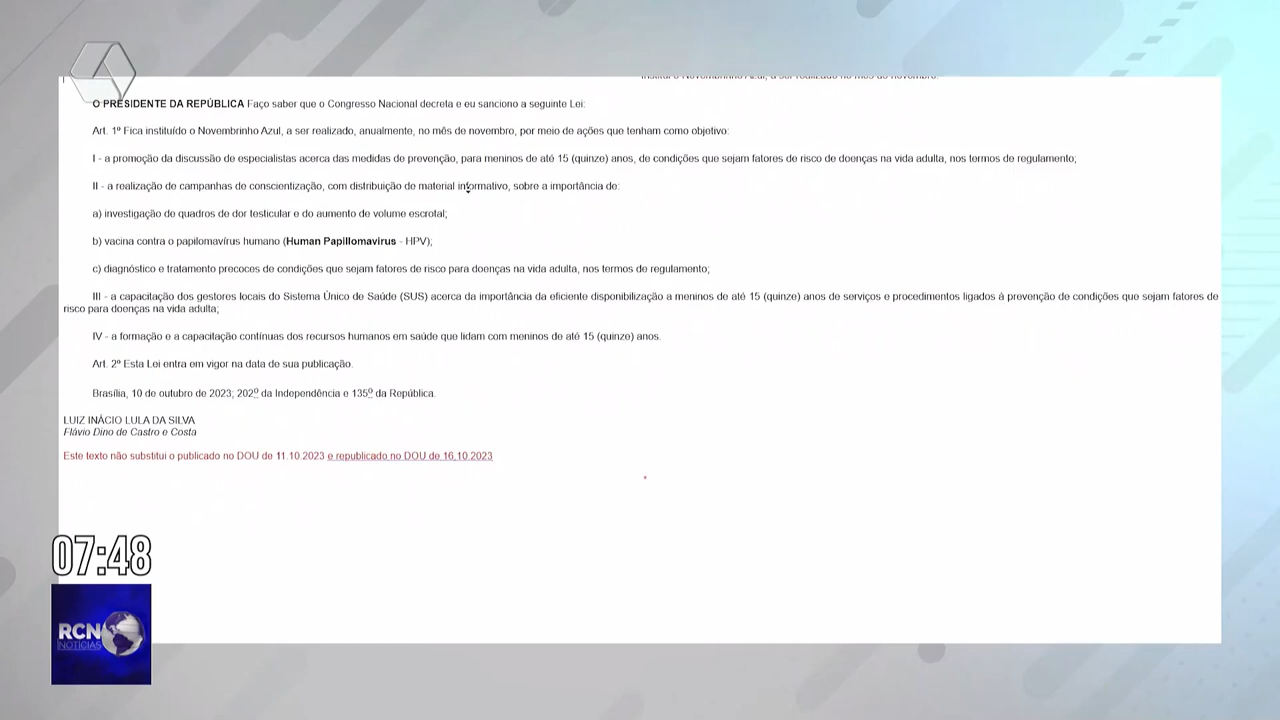 O PRESIDENTE DA REPÚBLICA Faço saber que o Congresso Nacional decreta e eu sanciono a seguinte Lei:
Art. 1º Fica instituído o Novembrinho Azul, a ser realizado, anualmente, no mês de novembro, por meio de ações que tenham como objetivo:
I - a promoção da discussão de especialistas acerca das medidas de prevenção, para meninos de até 15 (quinze) anos, de condições que sejam fatores de risco de doenças na vida adulta, nos termos de regulamento;
II - a realização de campanhas de conscientização, com distribuição de material informativo, sobre a importância de:
a) investigação de quadros de dor testicular e do aumento de volume escrotal;
b) vacina contra o papilomavírus humano (Human Papillomavirus - HPV);
c) diagnóstico e tratamento precoces de condições que sejam fatores de risco para doenças na vida adulta, nos termos de regulamento;
III - a capacitação dos gestores locais do Sistema Único de Saúde (SUS) acerca da importância da eficiente disponibilização a meninos de até 15 (quinze) anos de serviços e procedimentos ligados à prevenção de condições que sejam fatores de
risco para doenças na vida adulta;
IV - a formação e a capacitação contínuas dos recursos humanos em saúde que lidam com meninos de até 15 (quinze) anos.
Art. 2º Esta Lei entra em vigor na data de sua publicação.
Brasília, 10 de outubro de 2023; 202º da Independência e 135º da República.
LUIZ INÁCIO LULA DA SILVA
Flávio Dino de Castro e Costa
Este texto não substitui o publicado no DOU de 11.10.2023 e republicado no DOU de 16.10.2023
07:48
RCN
NOTÍCIAS